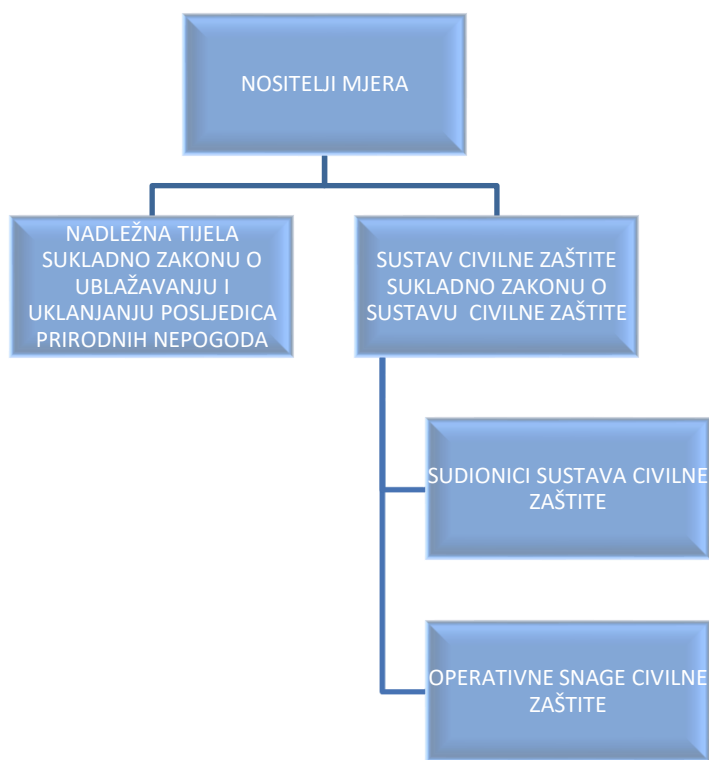 NOSITELJI MJERA
NADLEŽNA TIJELA
SUKLADNO ZAKONU O
UBLAŽAVANJU I
UKLANJANJU POSLJEDICA
PRIRODNIH NEPOGODA
SUSTAV CIVILNE ZAŠTITE
SUKLADNO ZAKONU O
SUSTAVU CIVILNE ZAŠTITE
SUDIONICI SUSTAVA CIVILNE
ZAŠTITE
OPERATIVNE SNAGE CIVILNE
ZAŠTITE